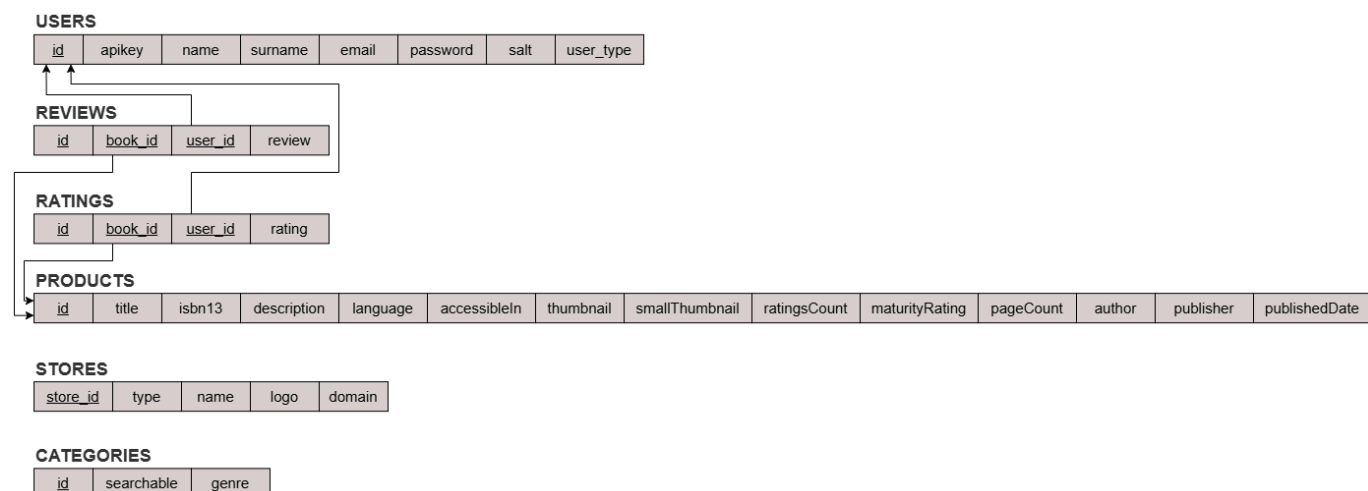 USERS
id apikey name surname email password salt user_type
REVIEWS
id book_id user_id review
RATINGS
id book_id user_id rating
PRODUCTS
id title isbn13 description language accessibleIn thumbnail smallThumbnail ratingsCount maturityRating pageCount author publisher publishedDate
STORES
store_id type name logo domain
CATEGORIES
id searchable genre